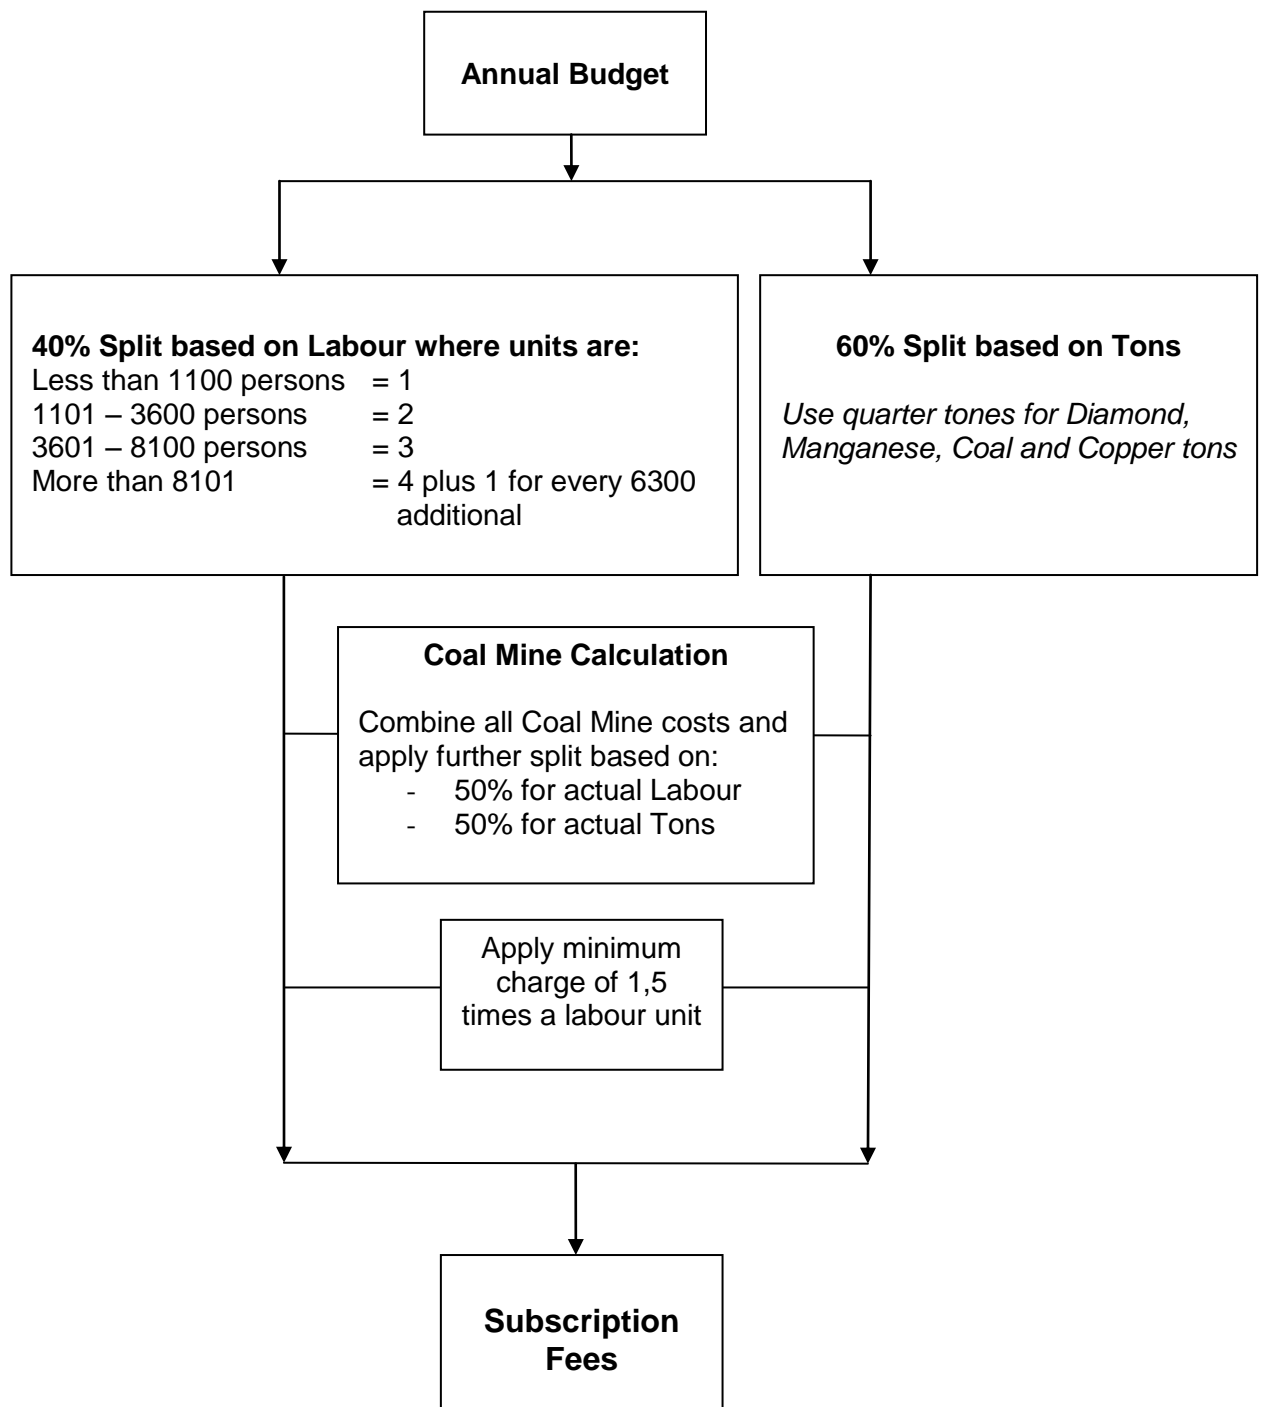 Annual Budget
40% Split based on Labour where units are:
Less than 1100 persons = 1
1101 – 3600 persons = 2
3601 – 8100 persons = 3
More than 8101 = 4 plus 1 for every 6300
additional
60% Split based on Tons
Use quarter tones for Diamond,
Manganese, Coal and Copper tons
Coal Mine Calculation
Combine all Coal Mine costs and
apply further split based on:
- 50% for actual Labour
- 50% for actual Tons
Apply minimum
charge of 1,5
times a labour unit
Subscription
Fees